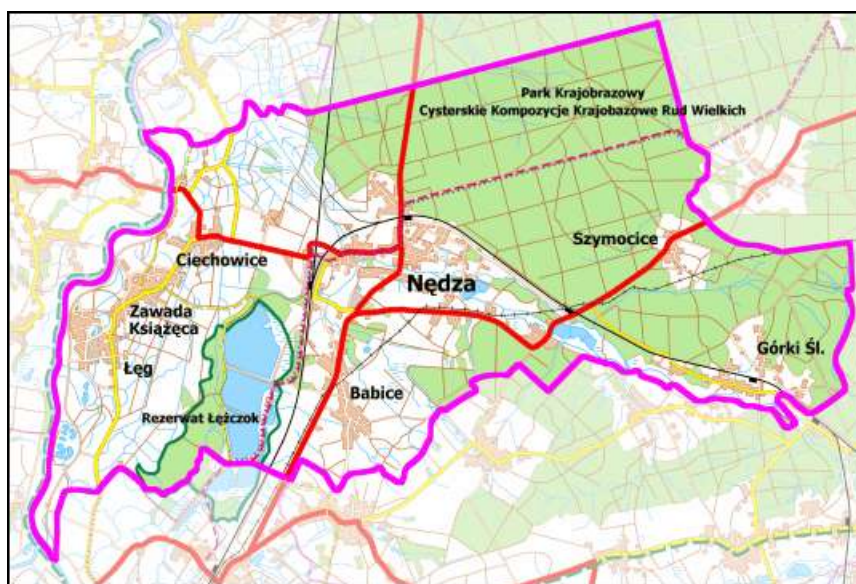 Park Krajobrazowy
Cysterskie Kompozycje Krajobazowe Rud Wielkich
Szymocice
Ciechowice
Nędza
Zawada
Książęca
Górki Śl.
Łęg
Babice
Rezerwat Łężczok